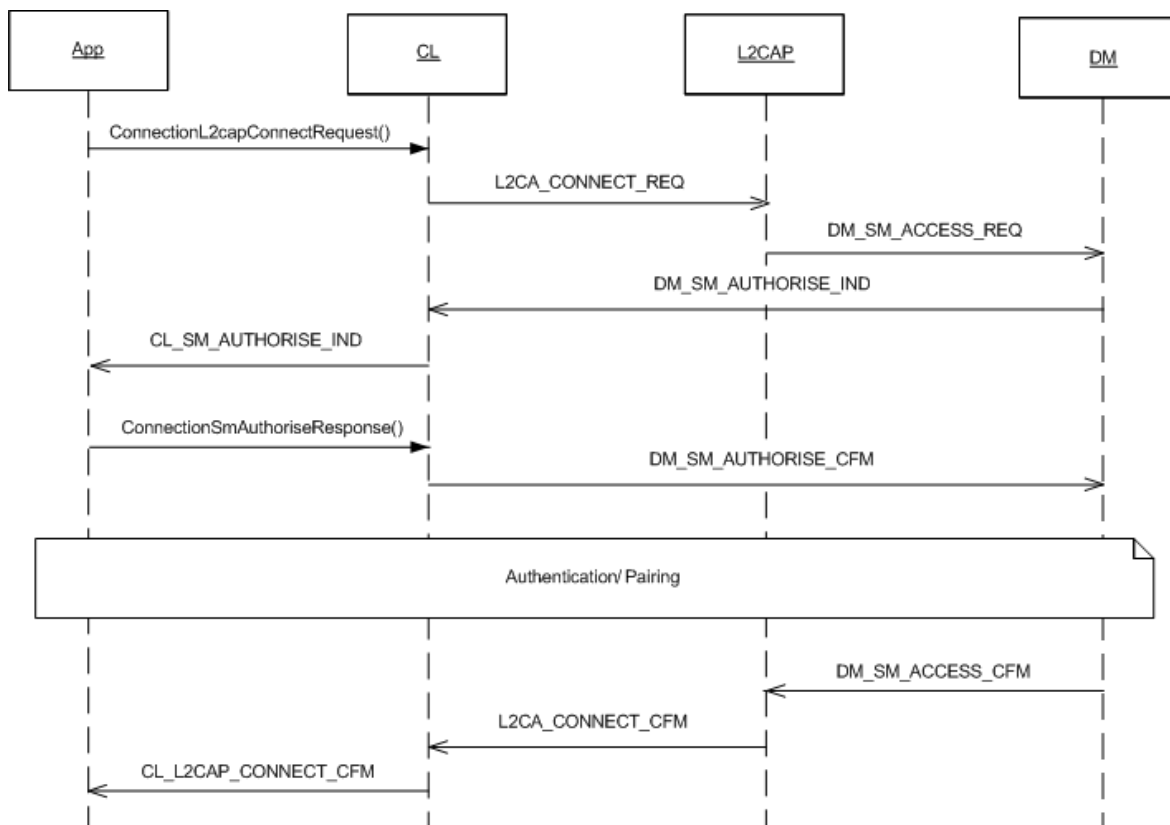 App
CL
L2CAP
DM
ConnectionL2capConnectRequest()
L2CA_CONNECT_REQ
DM_SM_ACCESS_REQ
DM_SM_AUTHORISE_IND
CL_SM_AUTHORISE_IND
ConnectionSmAuthoriseResponse()
DM_SM_AUTHORISE_CFM
Authentication/ Pairing
DM_SM_ACCESS_CFM
L2CA_CONNECT_CFM
CL_L2CAP_CONNECT_CFM